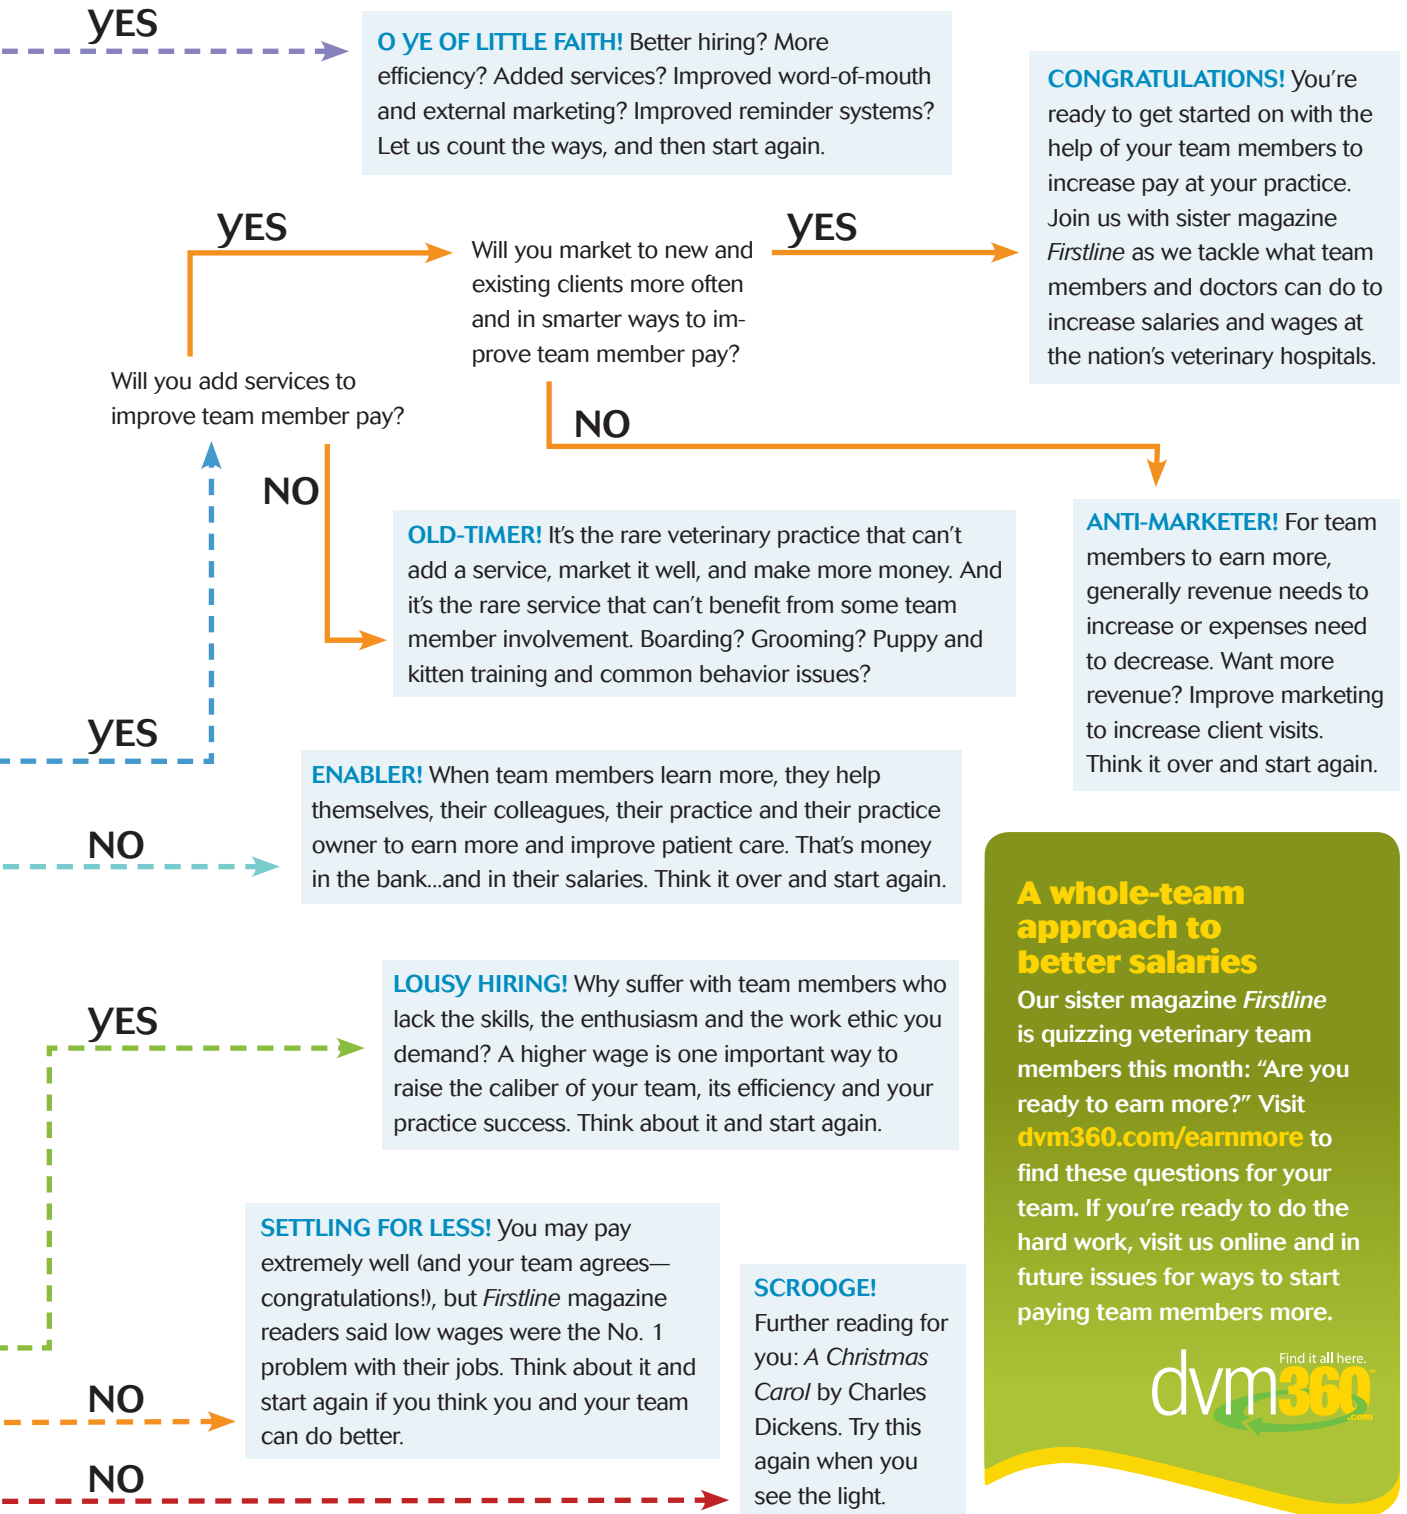 YES
O YE OF LITTLE FAITH! Better hiring? More
efficiency? Added services? Improved word-of-mouth
and external marketing? Improved reminder systems?
Let us count the ways, and then start again.
CONGRATULATIONS! You're
ready to get started on with the
help of your team members to
increase pay at your practice.
Join us with sister magazine
Firstline as we tackle what team
members and doctors can do to
increase salaries and wages at
the nation's veterinary hospitals.
YES
Will you market to new and
existing clients more often
and in smarter ways to im-
prove team member pay?
YES
Will you add services to
improve team member pay?
NO
NO
OLD-TIMER! It's the rare veterinary practice that can't
add a service, market it well, and make more money. And
it's the rare service that can't benefit from some team
member involvement. Boarding? Grooming? Puppy and
kitten training and common behavior issues?
ANTI-MARKETER! For team
members to earn more,
generally revenue needs to
increase or expenses need
to decrease. Want more
revenue? Improve marketing
to increase client visits.
Think it over and start again.
YES
ENABLER! When team members learn more, they help
themselves, their colleagues, their practice and their practice
owner to earn more and improve patient care. That's money
in the bank...and in their salaries. Think it over and start again.
NO
LOUSY HIRING! Why suffer with team members who
lack the skills, the enthusiasm and the work ethic you
demand? A higher wage is one important way to
raise the caliber of your team, its efficiency and your
practice success. Think about it and start again.
YES
SETTLING FOR LESS! You may pay
extremely well (and your team agrees—
congratulations!), but Firstline magazine
readers said low wages were the No. 1
problem with their jobs. Think about it and
start again if you think you and your team
can do better.
NO
SCROOGE!
Further reading for
you: A Christmas
Carol by Charles
Dickens. Try this
again when you
see the light.
NO
A whole-team
approach to
better salaries
Our sister magazine Firstline
is quizzing veterinary team
members this month: “Are you
ready to earn more?” Visit
dvm360.com/earnmore to
find these questions for your
team. If you're ready to do the
hard work, visit us online and in
future issues for ways to start
paying team members more.
Find it all here.
dvm360™
.com